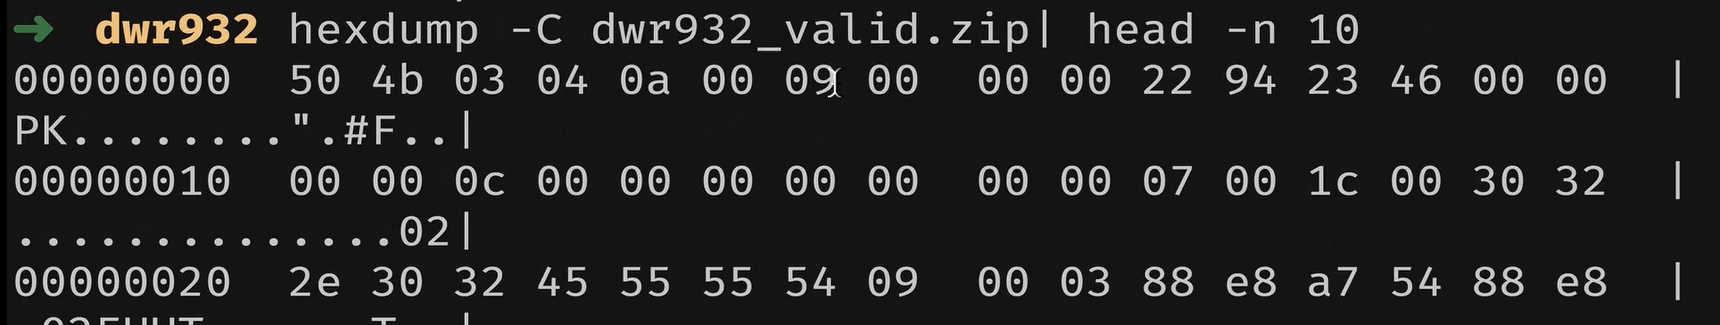 ➜ dwr932 hexdump -C dwr932_valid.zip| head -n 10
00000000  50 4b 03 04 0a 00 09 00  00 00 22 94 23 46 00 00  |
PK........".#F..|
00000010  00 00 0c 00 00 00 00 00  00 00 07 00 1c 00 30 32  |
..............02|
00000020  2e 30 32 45 55 55 54 09  00 03 88 e8 a7 54 88 e8  |